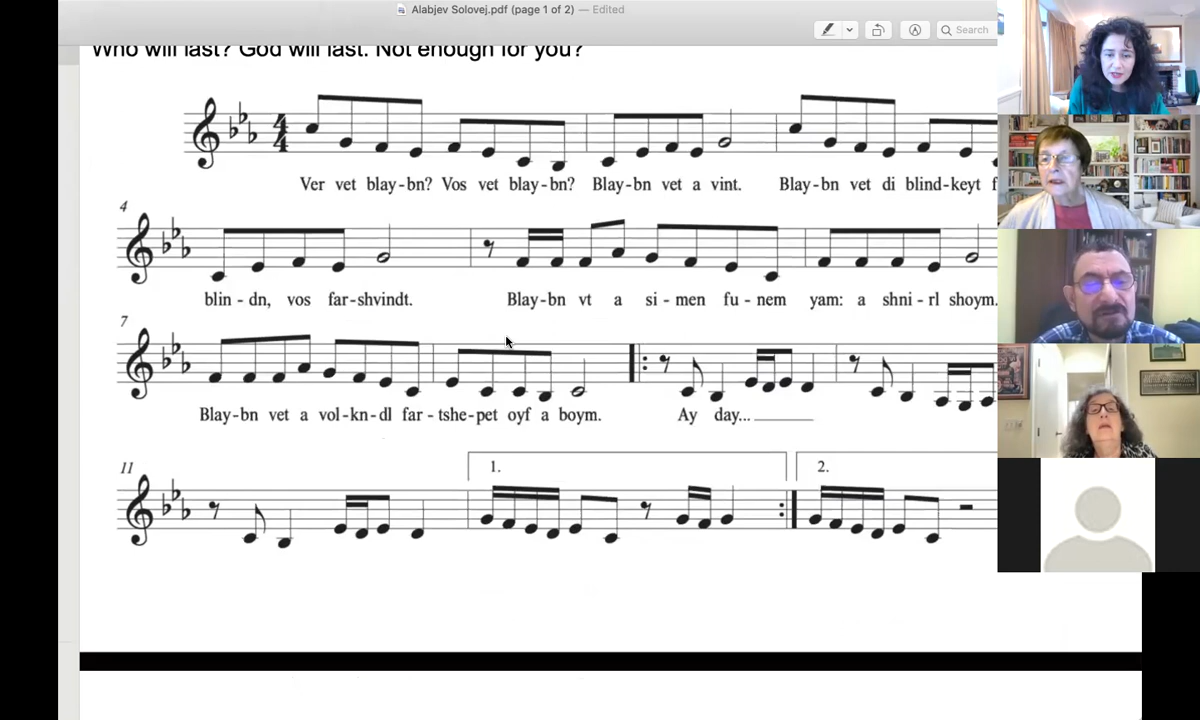 Alabjev Solovej.pdf (page 1 of 2) — Edited
Search
Who will last? God will last. Not enough for you?
4
4
Ver vet blay-bn? Vos vet blay-bn? Blay-bn vet a vint. Blay-bn vet di blind-keyt f
4
blin - dn, vos far-shvindt. Blay-bn vt a si - men fu - nem yam: a shni - rl shoym.
7
Blay-bn vet a vol-kn-dl far-tshe-pet oyf a boym. Ay day...
11
1. 2.